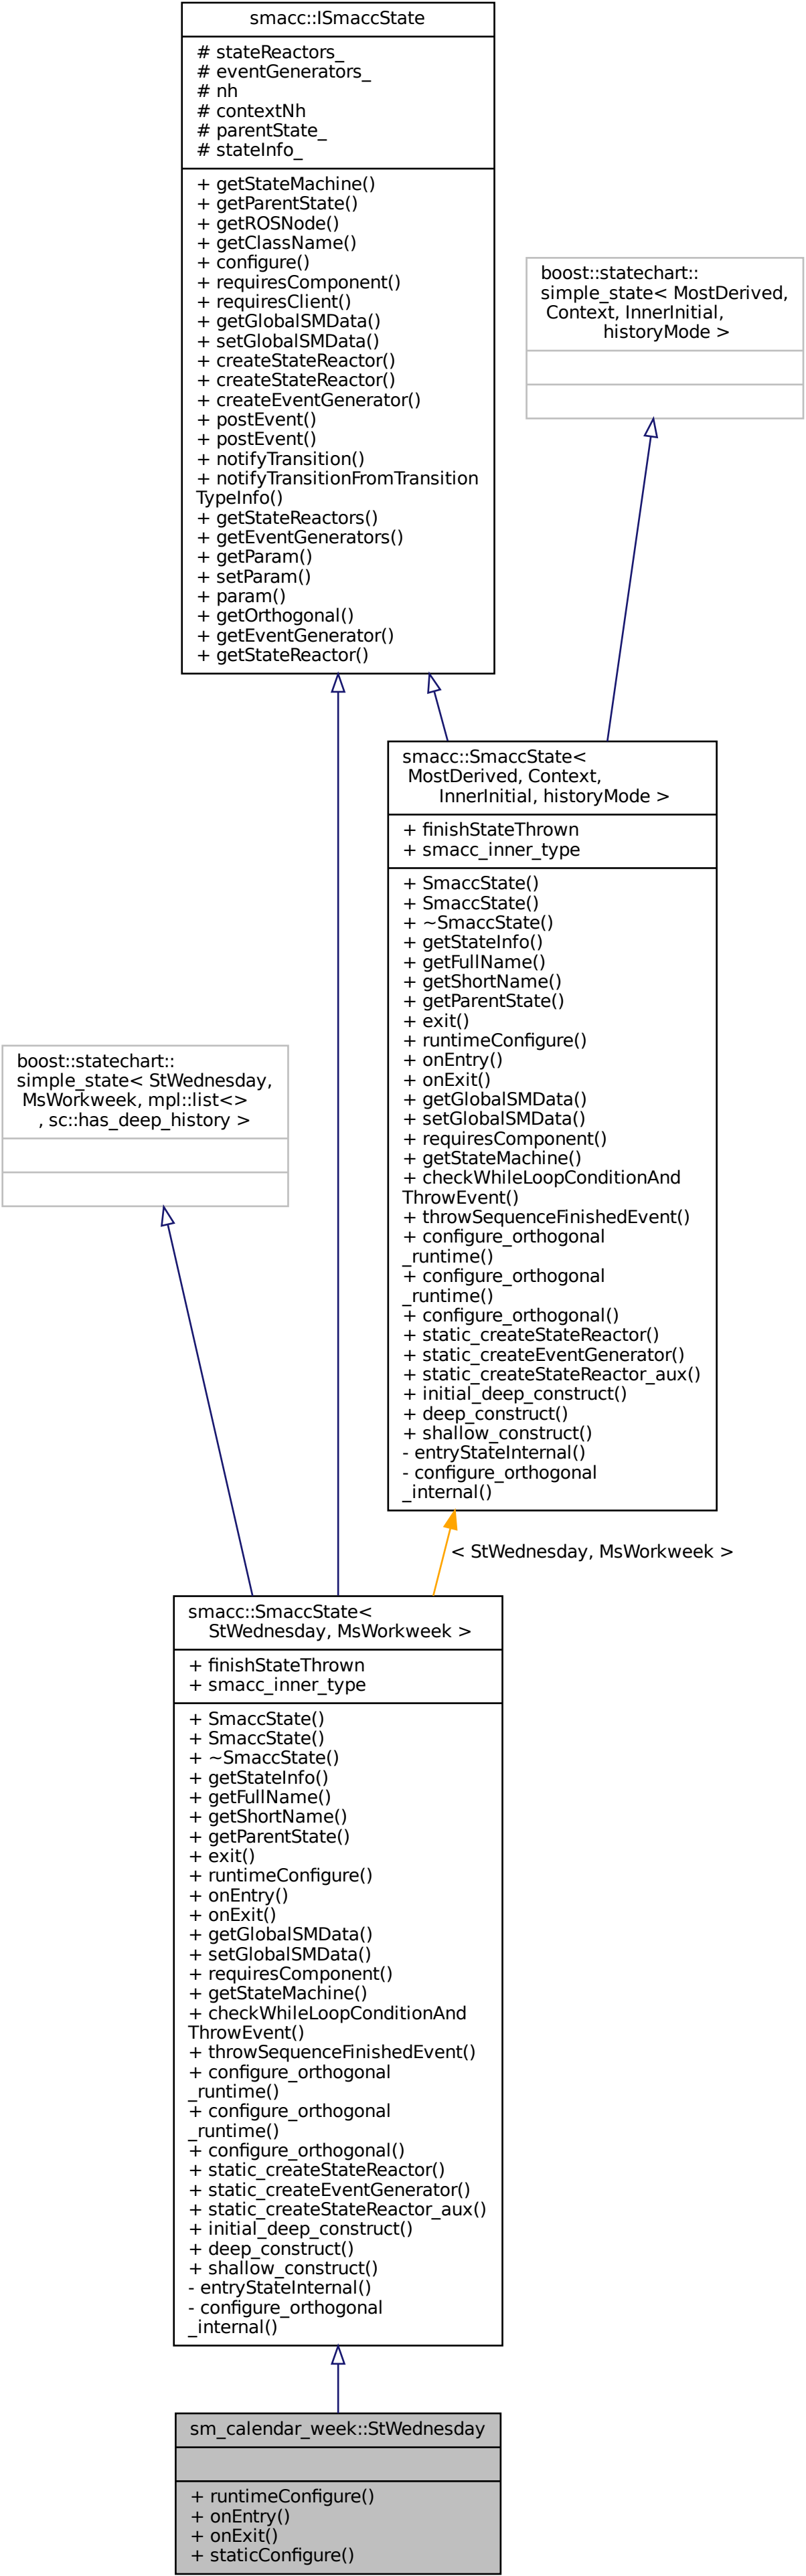 smacc::ISmaccState
# stateReactors_
# eventGenerators_
# nh
# contextNh
# parentState_
# stateInfo_
+ getStateMachine()
+ getParentState()
+ getROSNode()
+ getClassName()
+ configure()
+ requiresComponent()
+ requiresClient()
+ getGlobalSMData()
+ setGlobalSMData()
+ createStateReactor()
+ createStateReactor()
+ createEventGenerator()
+ postEvent()
+ postEvent()
+ notifyTransition()
+ notifyTransitionFromTransition
TypeInfo()
+ getStateReactors()
+ getEventGenerators()
+ getParam()
+ setParam()
+ param()
+ getOrthogonal()
+ getEventGenerator()
+ getStateReactor()
boost::statechart::
simple_state< MostDerived,
Context, InnerInitial,
historyMode >
smacc::SmaccState<
MostDerived, Context,
InnerInitial, historyMode >
+ finishStateThrown
+ smacc_inner_type
+ SmaccState()
+ SmaccState()
+ ~SmaccState()
+ getStateInfo()
+ getFullName()
+ getShortName()
+ getParentState()
+ exit()
+ runtimeConfigure()
+ onEntry()
+ onExit()
+ getGlobalSMData()
+ setGlobalSMData()
+ requiresComponent()
+ getStateMachine()
+ checkWhileLoopConditionAnd
ThrowEvent()
+ throwSequenceFinishedEvent()
+ configure_orthogonal
_runtime()
+ configure_orthogonal
_runtime()
+ configure_orthogonal()
+ static_createStateReactor()
+ static_createEventGenerator()
+ static_createStateReactor_aux()
+ initial_deep_construct()
+ deep_construct()
+ shallow_construct()
- entryStateInternal()
- configure_orthogonal
_internal()
boost::statechart::
simple_state< StWednesday,
MsWorkweek, mpl::list<>
, sc::has_deep_history >
< StWednesday, MsWorkweek >
smacc::SmaccState<
StWednesday, MsWorkweek >
+ finishStateThrown
+ smacc_inner_type
+ SmaccState()
+ SmaccState()
+ ~SmaccState()
+ getStateInfo()
+ getFullName()
+ getShortName()
+ getParentState()
+ exit()
+ runtimeConfigure()
+ onEntry()
+ onExit()
+ getGlobalSMData()
+ setGlobalSMData()
+ requiresComponent()
+ getStateMachine()
+ checkWhileLoopConditionAnd
ThrowEvent()
+ throwSequenceFinishedEvent()
+ configure_orthogonal
_runtime()
+ configure_orthogonal
_runtime()
+ configure_orthogonal()
+ static_createStateReactor()
+ static_createEventGenerator()
+ static_createStateReactor_aux()
+ initial_deep_construct()
+ deep_construct()
+ shallow_construct()
- entryStateInternal()
- configure_orthogonal
_internal()
sm_calendar_week::StWednesday
+ runtimeConfigure()
+ onEntry()
+ onExit()
+ staticConfigure()